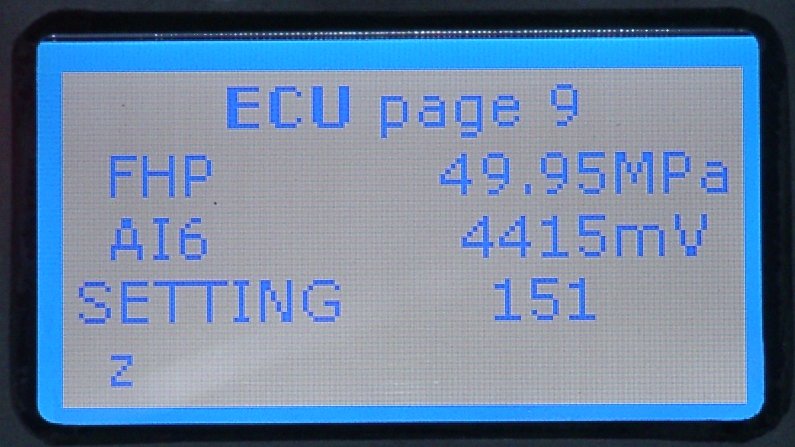 ECU page 9
FHP 49.95MPa
AI6 4415mV
SETTING 151
z